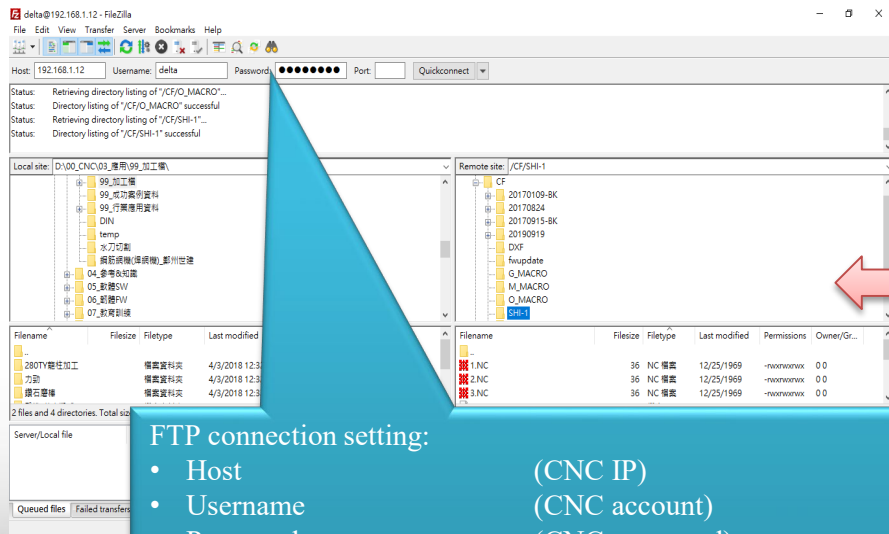 delta@192.168.1.12 - FileZilla
File Edit View Transfer Server Bookmarks Help
Host: 192.168.1.12 Username: delta Password: ●●●●●●●● Port: Quickconnect
Status: Retrieving directory listing of "/CF/O_MACRO"...
Status: Directory listing of "/CF/O_MACRO" successful
Status: Retrieving directory listing of "/CF/SHI-1"...
Status: Directory listing of "/CF/SHI-1" successful
Local site: D:\00_CNC\03_應用\99_加工檔\
99_加工檔
99_成功案例資料
99_行業應用資料
DIN
temp
水刀切割
鋼筋網機(焊網機)_鄭州世建
04_參考&知識
05_軟體SW
06_韌體FW
07_教育訓練
Filename Filesize Filetype Last modified
..
280TY龍柱加工 檔案資料夾 4/3/2018 12:32
力勁 檔案資料夾 4/3/2018
鑽石磨棒 檔案資料夾 4/3/2018
2 files and 4 directories. Total
Server/Local file
Queued files Failed transfers
Remote site: /CF/SHI-1
CF
20170109-BK
20170824
20170915-BK
20190919
DXF
fwupdate
G_MACRO
M_MACRO
O_MACRO
SHI-1
Filename Filesize Filetype Last modified Permissions Owner/Gr...
..
1.NC 36 NC 檔案 12/25/1969 -rwxrwxrwx 0 0
2.NC 36 NC 檔案 12/25/1969 -rwxrwxrwx 0 0
3.NC 36 NC 檔案 12/25/1969 -rwxrwxrwx 0 0
FTP connection setting:
• Host (CNC IP)
• Username (CNC account)